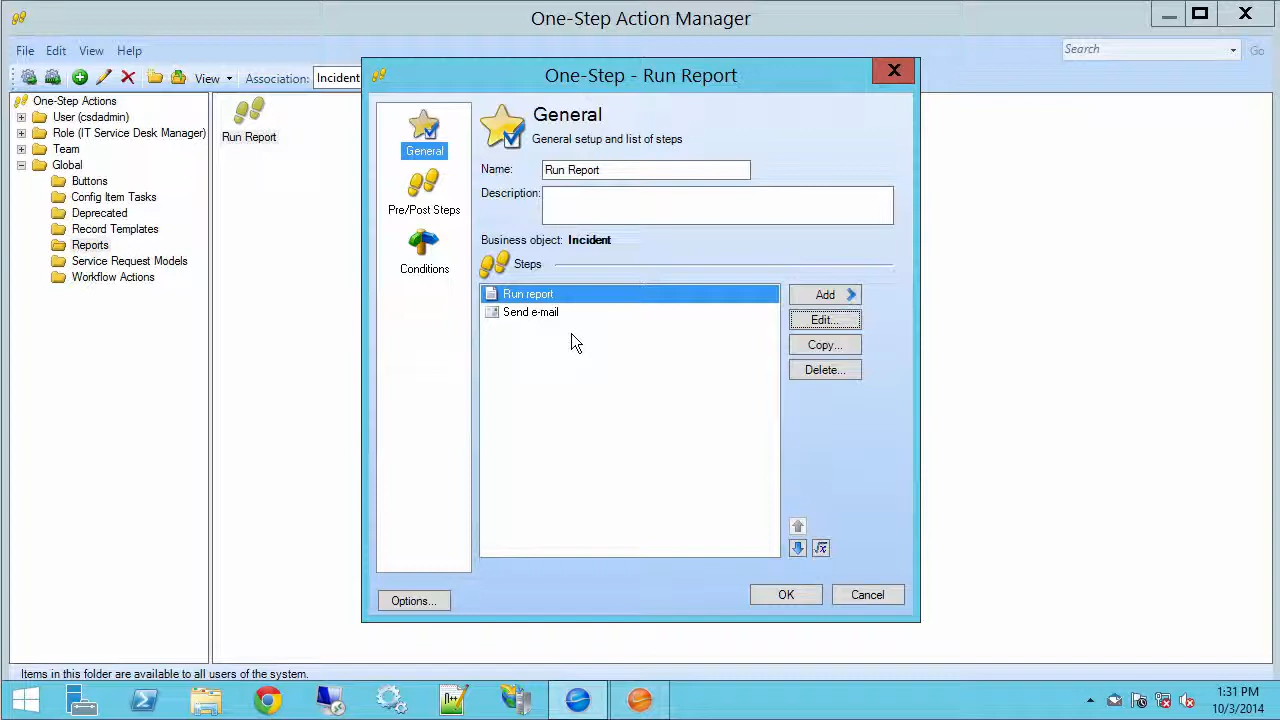 One-Step Action Manager
File Edit View Help
Search
Go
View
Association: Incident
One-Step Actions
User (csdadmin)
Role (IT Service Desk Manager)
Team
Global
Buttons
Config Item Tasks
Deprecated
Record Templates
Reports
Service Request Models
Workflow Actions
Run Report
One-Step - Run Report
General
Pre/Post Steps
Conditions
General
General setup and list of steps
Name: Run Report
Description:
Business object: Incident
Steps
Run report
Send e-mail
Add
Edit...
Copy...
Delete...
Options...
OK
Cancel
Items in this folder are available to all users of the system.
1:31 PM
10/3/2014